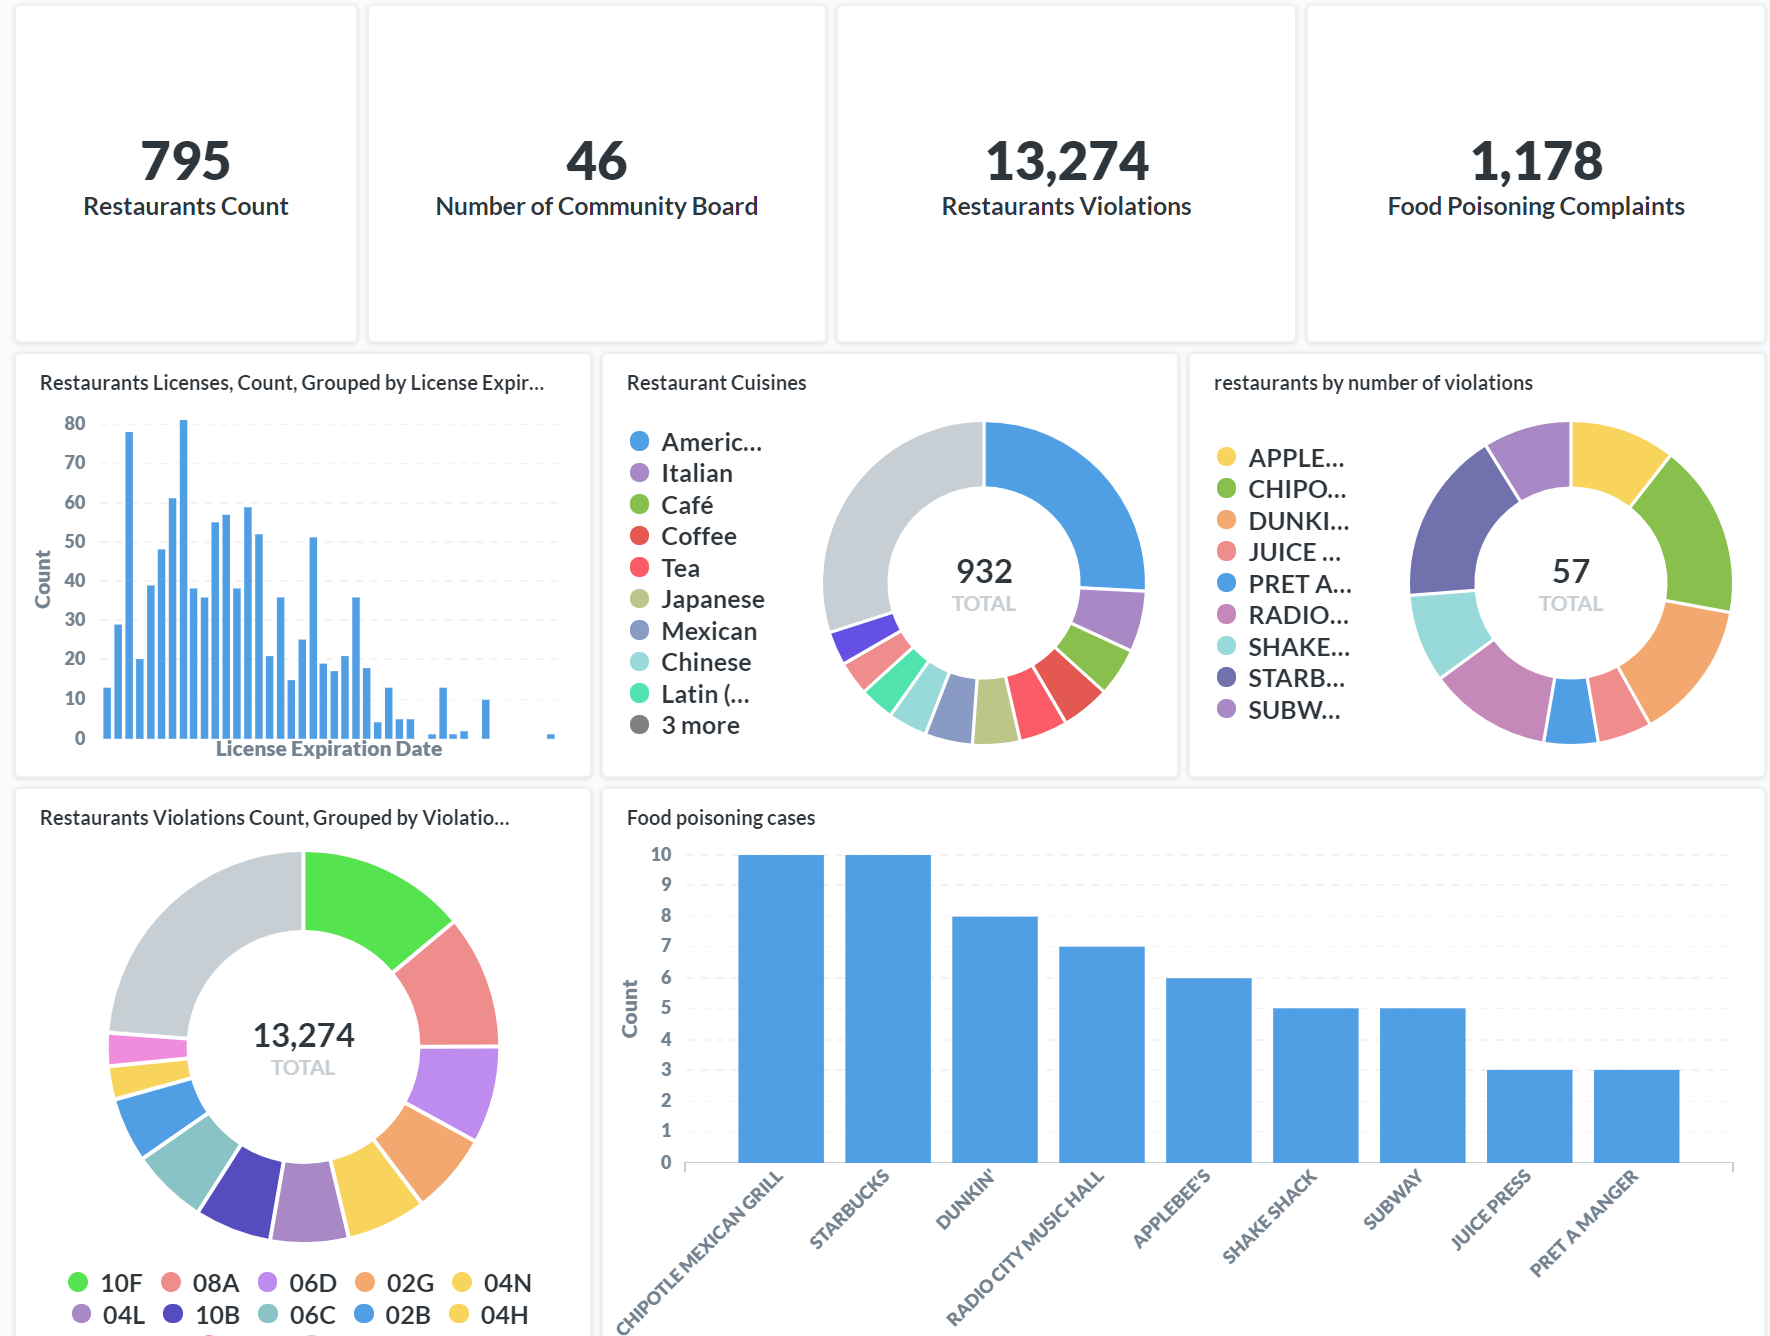 795
Restaurants Count
46
Number of Community Board
13,274
Restaurants Violations
1,178
Food Poisoning Complaints
Restaurants Licenses, Count, Grouped by License Expir...
80
70
60
50
40
30
20
10
0
Count
License Expiration Date
Restaurant Cuisines
Americ...
Italian
Café
Coffee
Tea
Japanese
Mexican
Chinese
Latin (...
3 more
932
TOTAL
restaurants by number of violations
APPLE...
CHIPO...
DUNKI...
JUICE ...
PRET A...
RADIO...
SHAKE...
STARB...
SUBW...
57
TOTAL
Restaurants Violations Count, Grouped by Violatio...
13,274
TOTAL
10F 08A 06D 02G 04N
04L 10B 06C 02B 04H
Food poisoning cases
10
9
8
7
6
5
4
3
2
1
0
Count
CHIPOTLE MEXICAN GRILL
STARBUCKS
DUNKIN'
RADIO CITY MUSIC HALL
APPLEBEE'S
SHAKE SHACK
SUBWAY
JUICE PRESS
PRET A MANGER